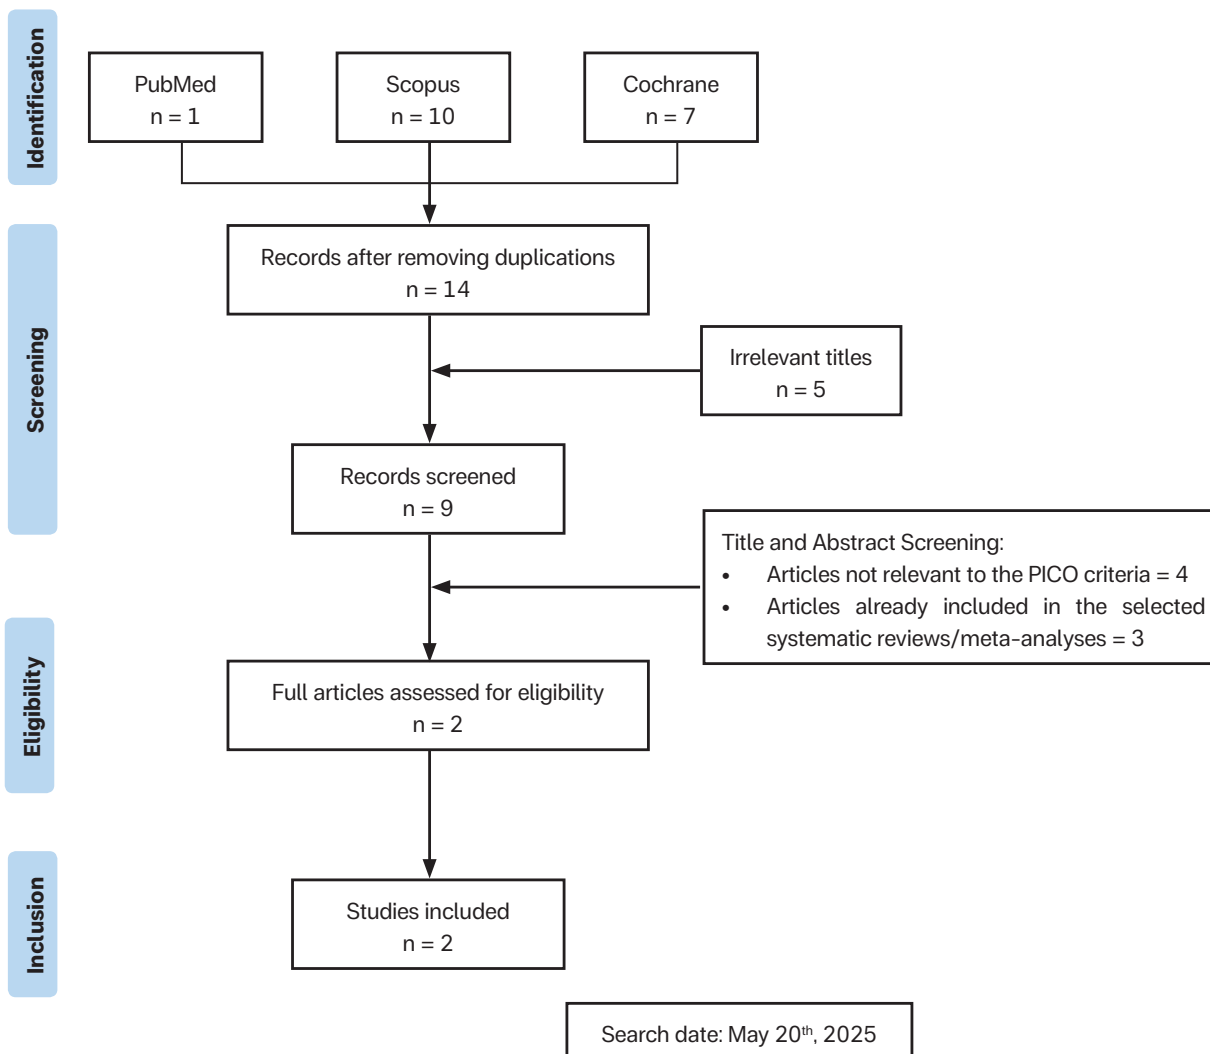 Identification
PubMed
n = 1
Scopus
n = 10
Cochrane
n = 7
Screening
Records after removing duplications
n = 14
Irrelevant titles
n = 5
Records screened
n = 9
Title and Abstract Screening:
• Articles not relevant to the PICO criteria = 4
• Articles already included in the selected
systematic reviews/meta-analyses = 3
Eligibility
Full articles assessed for eligibility
n = 2
Inclusion
Studies included
n = 2
Search date: May 20th, 2025